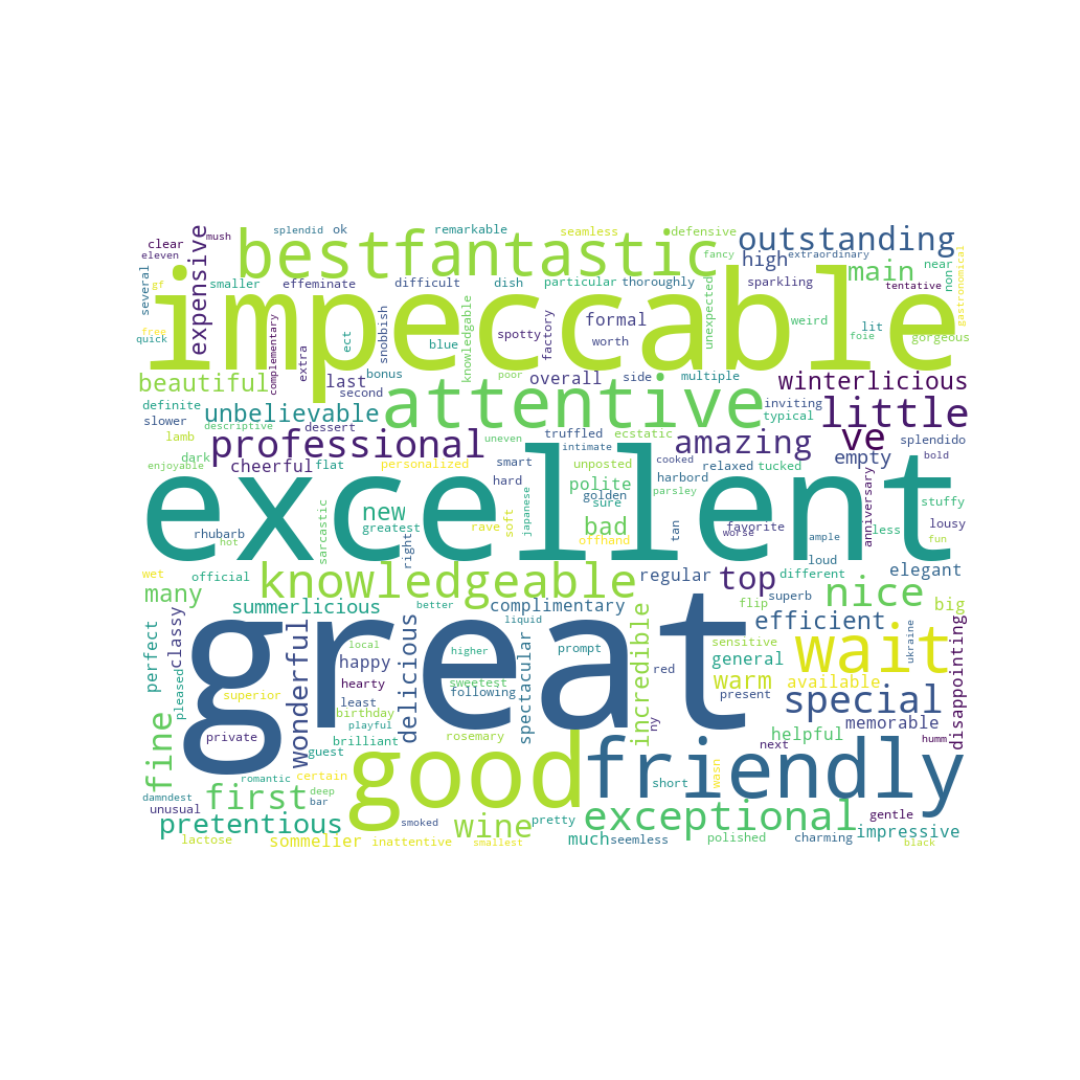 splendid ok remarkable seamless defensive
clear mush best fantastic outstanding
eleven expensive fancy high extraordinary near
several smaller effeminate difficult dish particular thoroughly sparkling main non gastronomical
gf tentative
impeccable
free quick complementary snobbish knowledgable spotty factory formal unexpected weird lit foie gorgeous
extra ect blue worth
beautiful last bonus poor overall side multiple winterlicious
second attentive inviting little
definite unbelievable typical
slower descriptive dessert truffled ecstatic amazing ve splendido
lamb professional uneven intimate
dark cheerful flat personalized smart unposted cooked relaxed tucked empty bold
enjoyable hard polite harbord anniversary stuffy
excellent
sarcastic new golden parsley
rhubarb greatest rave soft japanese sure bad tan favorite less lousy
not right offhand worse ample fun
wet official knowledgeable regular top loud different elegant
many summerlicious better complimentary superb nice big
liquid flip efficient
great
perfect classy wonderful local delicious higher spectacular prompt incredible sensitive wait ukraine disappointing
pleased happy hearty sweetest red general
superior least following warm available
birthday playful present special
fine private brilliant rosemary ny helpful memorable
guest good friendly next humm
romantic certain short wasn
damndest first deep
unusual bar exceptional gentle
pretentious smoked wine pretty impressive
lactose sommelier inattentive smallest much seemless polished charming black